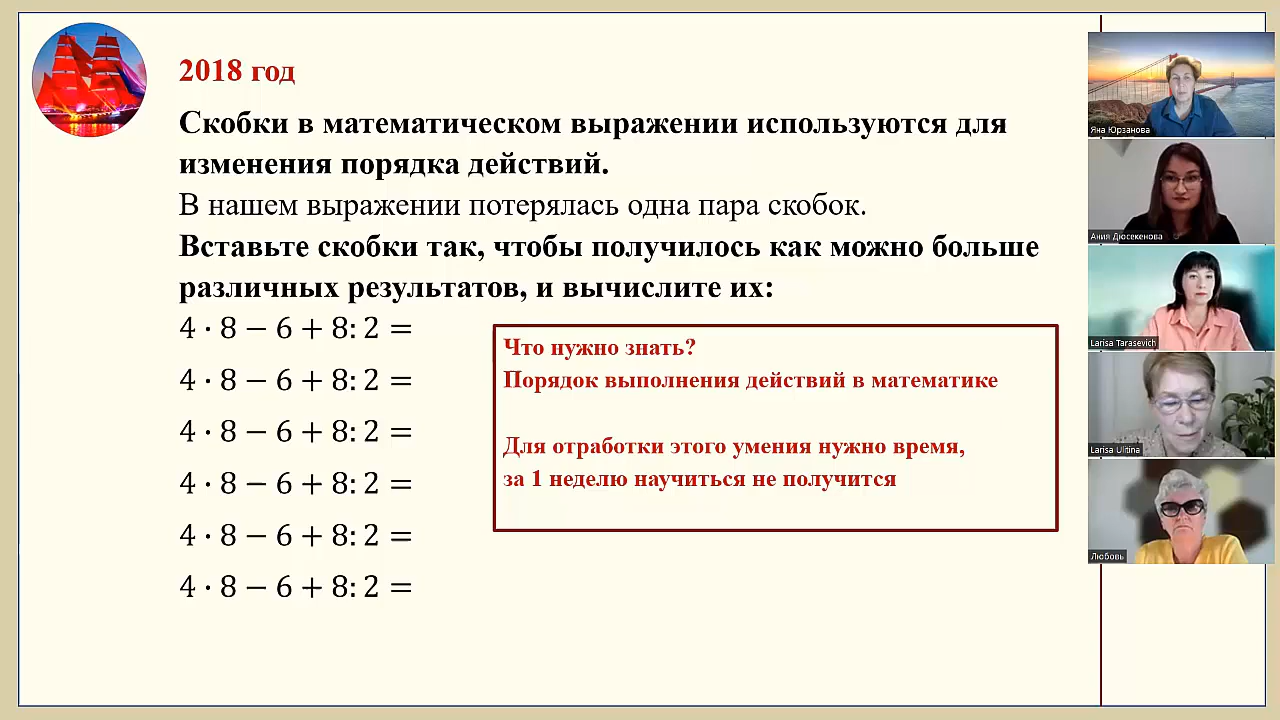 2018 год
Скобки в математическом выражении используются для
изменения порядка действий.
В нашем выражении потерялась одна пара скобок.
Вставьте скобки так, чтобы получилось как можно больше
различных результатов, и вычислите их:
4 · 8 − 6 + 8: 2 =
4 · 8 − 6 + 8: 2 =
4 · 8 − 6 + 8: 2 =
4 · 8 − 6 + 8: 2 =
4 · 8 − 6 + 8: 2 =
4 · 8 − 6 + 8: 2 =
Что нужно знать?
Порядок выполнения действий в математике
Для отработки этого умения нужно время,
за 1 неделю научиться не получится
Яна Юрзанова
Ания Дюсекенова
Larisa Tarasevich
Larisa Ulitina
Любовь